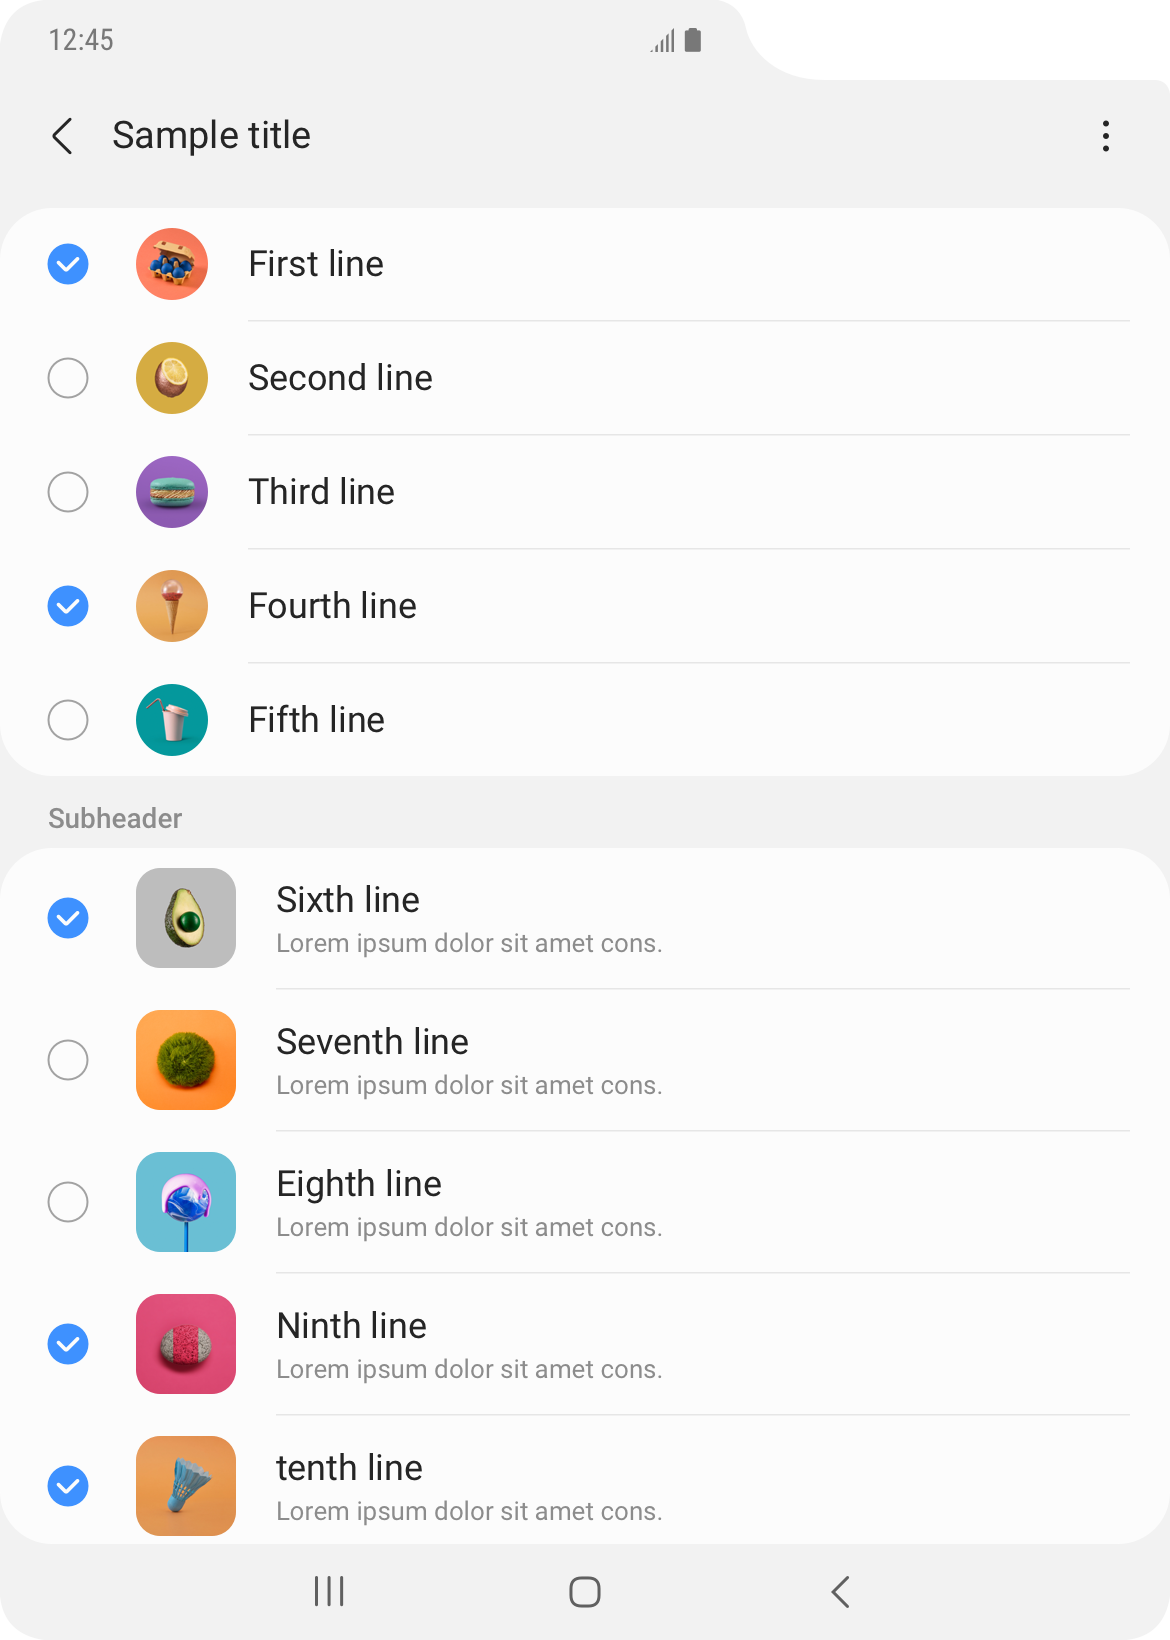 12:45
Sample title
First line
Second line
Third line
Fourth line
Fifth line
Subheader
Sixth line
Lorem ipsum dolor sit amet cons.
Seventh line
Lorem ipsum dolor sit amet cons.
Eighth line
Lorem ipsum dolor sit amet cons.
Ninth line
Lorem ipsum dolor sit amet cons.
tenth line
Lorem ipsum dolor sit amet cons.